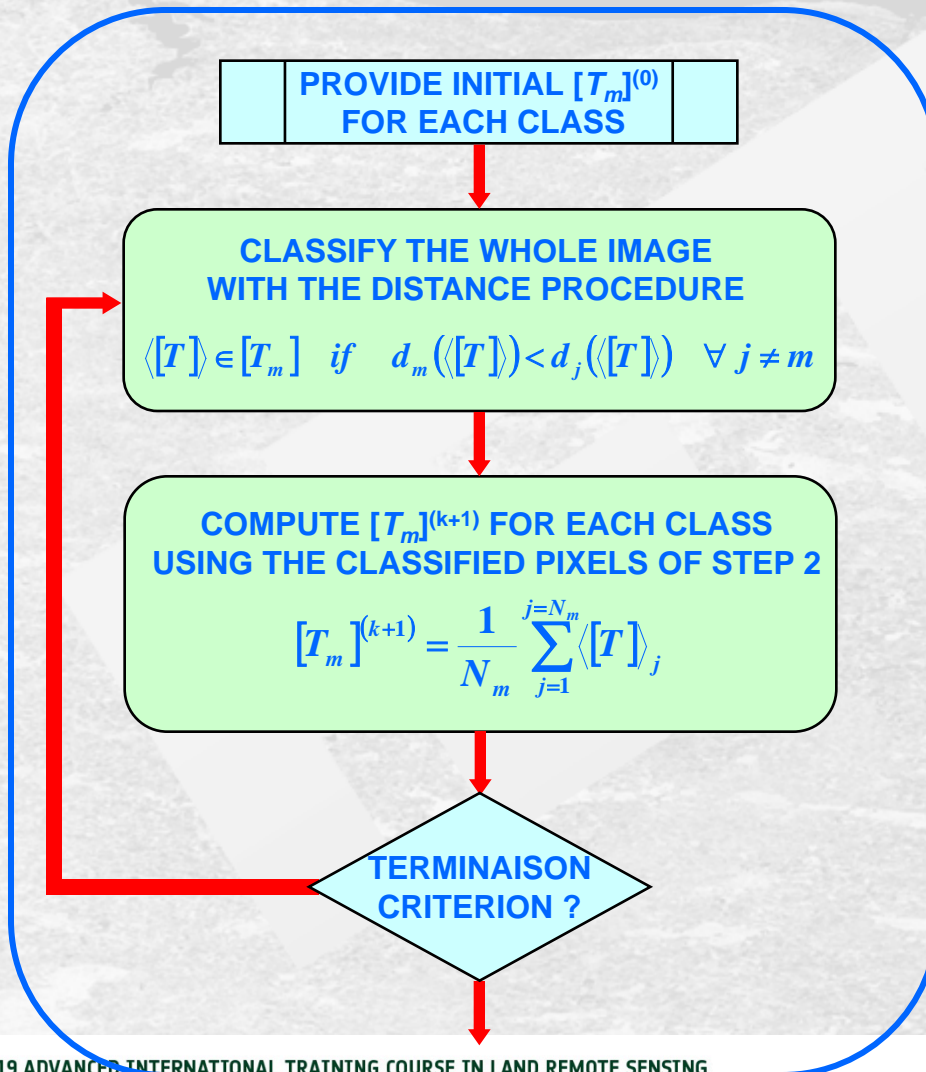 PROVIDE INITIAL [Tₘ]⁽⁰⁾
FOR EACH CLASS
CLASSIFY THE WHOLE IMAGE
WITH THE DISTANCE PROCEDURE
⟨[T]⟩ ∈ [Tₘ] if dₘ(⟨[T]⟩) < dⱼ(⟨[T]⟩) ∀ j ≠ m
COMPUTE [Tₘ]⁽ᵏ⁺¹⁾ FOR EACH CLASS
USING THE CLASSIFIED PIXELS OF STEP 2
[Tₘ]⁽ᵏ⁺¹⁾ = 1/Nₘ ∑_{j=1}^{j=Nₘ} ⟨[T]⟩ⱼ
TERMINAISON
CRITERION ?
19 ADVANCED INTERNATIONAL TRAINING COURSE IN LAND REMOTE SENSING